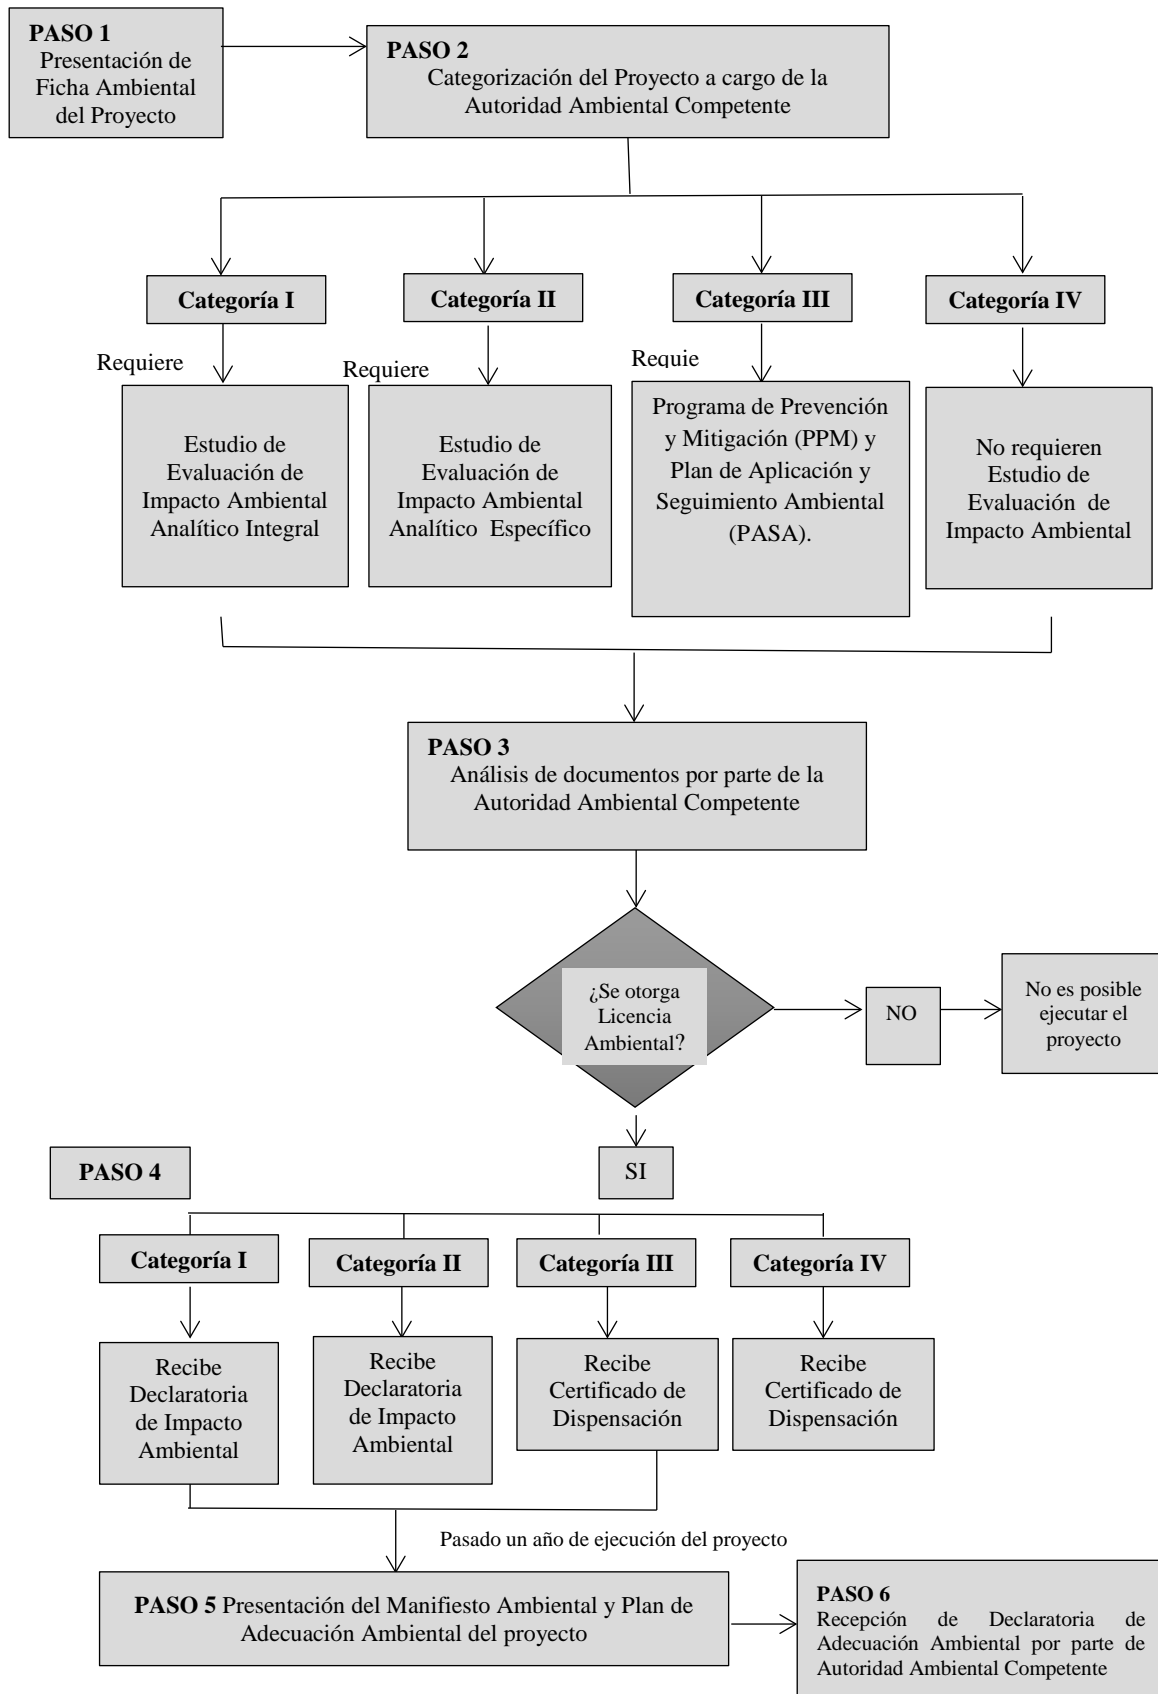 PASO 1
Presentación de
Ficha Ambiental
del Proyecto
PASO 2
Categorización del Proyecto a cargo de la
Autoridad Ambiental Competente
Categoría I
Categoría II
Categoría III
Categoría IV
Requiere
Requiere
Requie
Estudio de
Evaluación de
Impacto Ambiental
Analítico Integral
Estudio de
Evaluación de
Impacto Ambiental
Analítico Específico
Programa de Prevención
y Mitigación (PPM) y
Plan de Aplicación y
Seguimiento Ambiental
(PASA).
No requieren
Estudio de
Evaluación de
Impacto Ambiental
PASO 3
Análisis de documentos por parte de la
Autoridad Ambiental Competente
¿Se otorga
Licencia
Ambiental?
NO
No es posible
ejecutar el
proyecto
SI
PASO 4
Categoría I
Categoría II
Categoría III
Categoría IV
Recibe
Declaratoria
de Impacto
Ambiental
Recibe
Declaratoria
de Impacto
Ambiental
Recibe
Certificado de
Dispensación
Recibe
Certificado de
Dispensación
Pasado un año de ejecución del proyecto
PASO 5 Presentación del Manifiesto Ambiental y Plan de
Adecuación Ambiental del proyecto
PASO 6
Recepción de Declaratoria de
Adecuación Ambiental por parte de
Autoridad Ambiental Competente